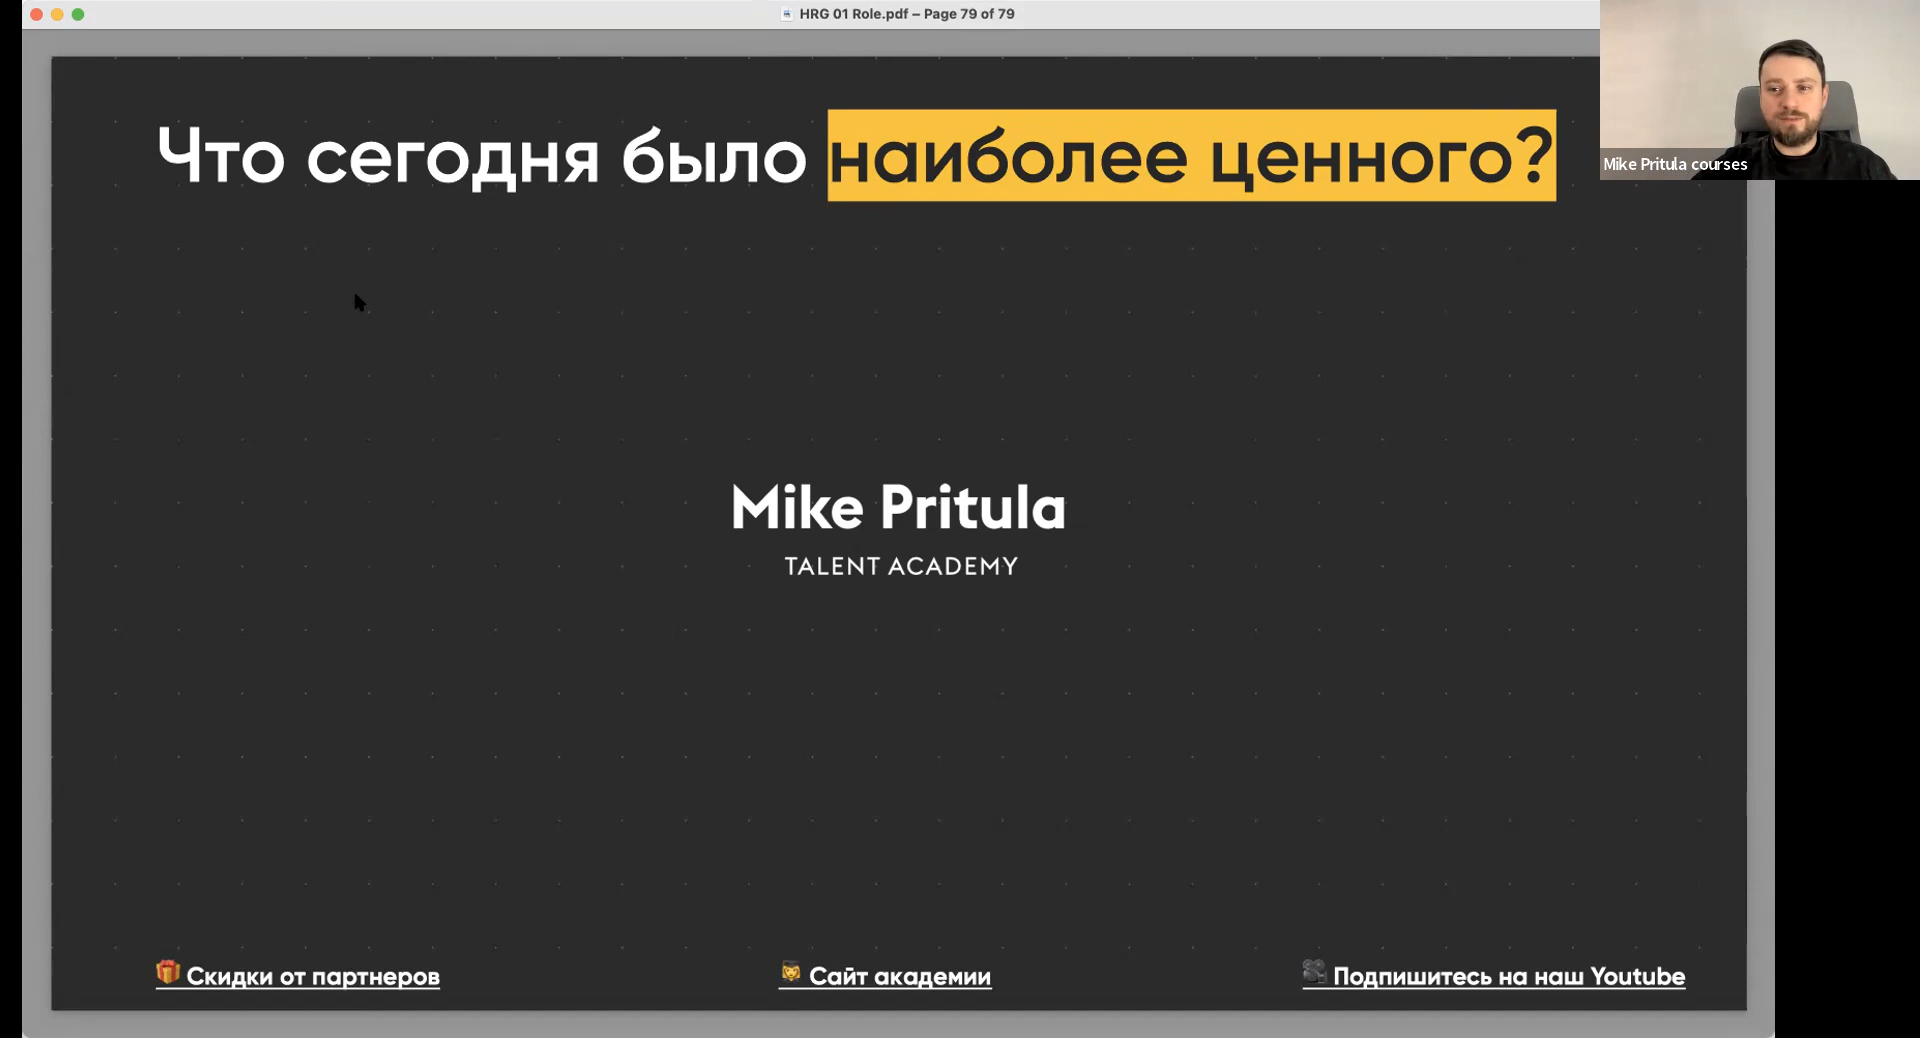 HRG 01 Role.pdf – Page 79 of 79
Mike Pritula courses
Что сегодня было наиболее ценного?
Mike Pritula
TALENT ACADEMY
Скидки от партнеров
Сайт академии
Подпишитесь на наш Youtube